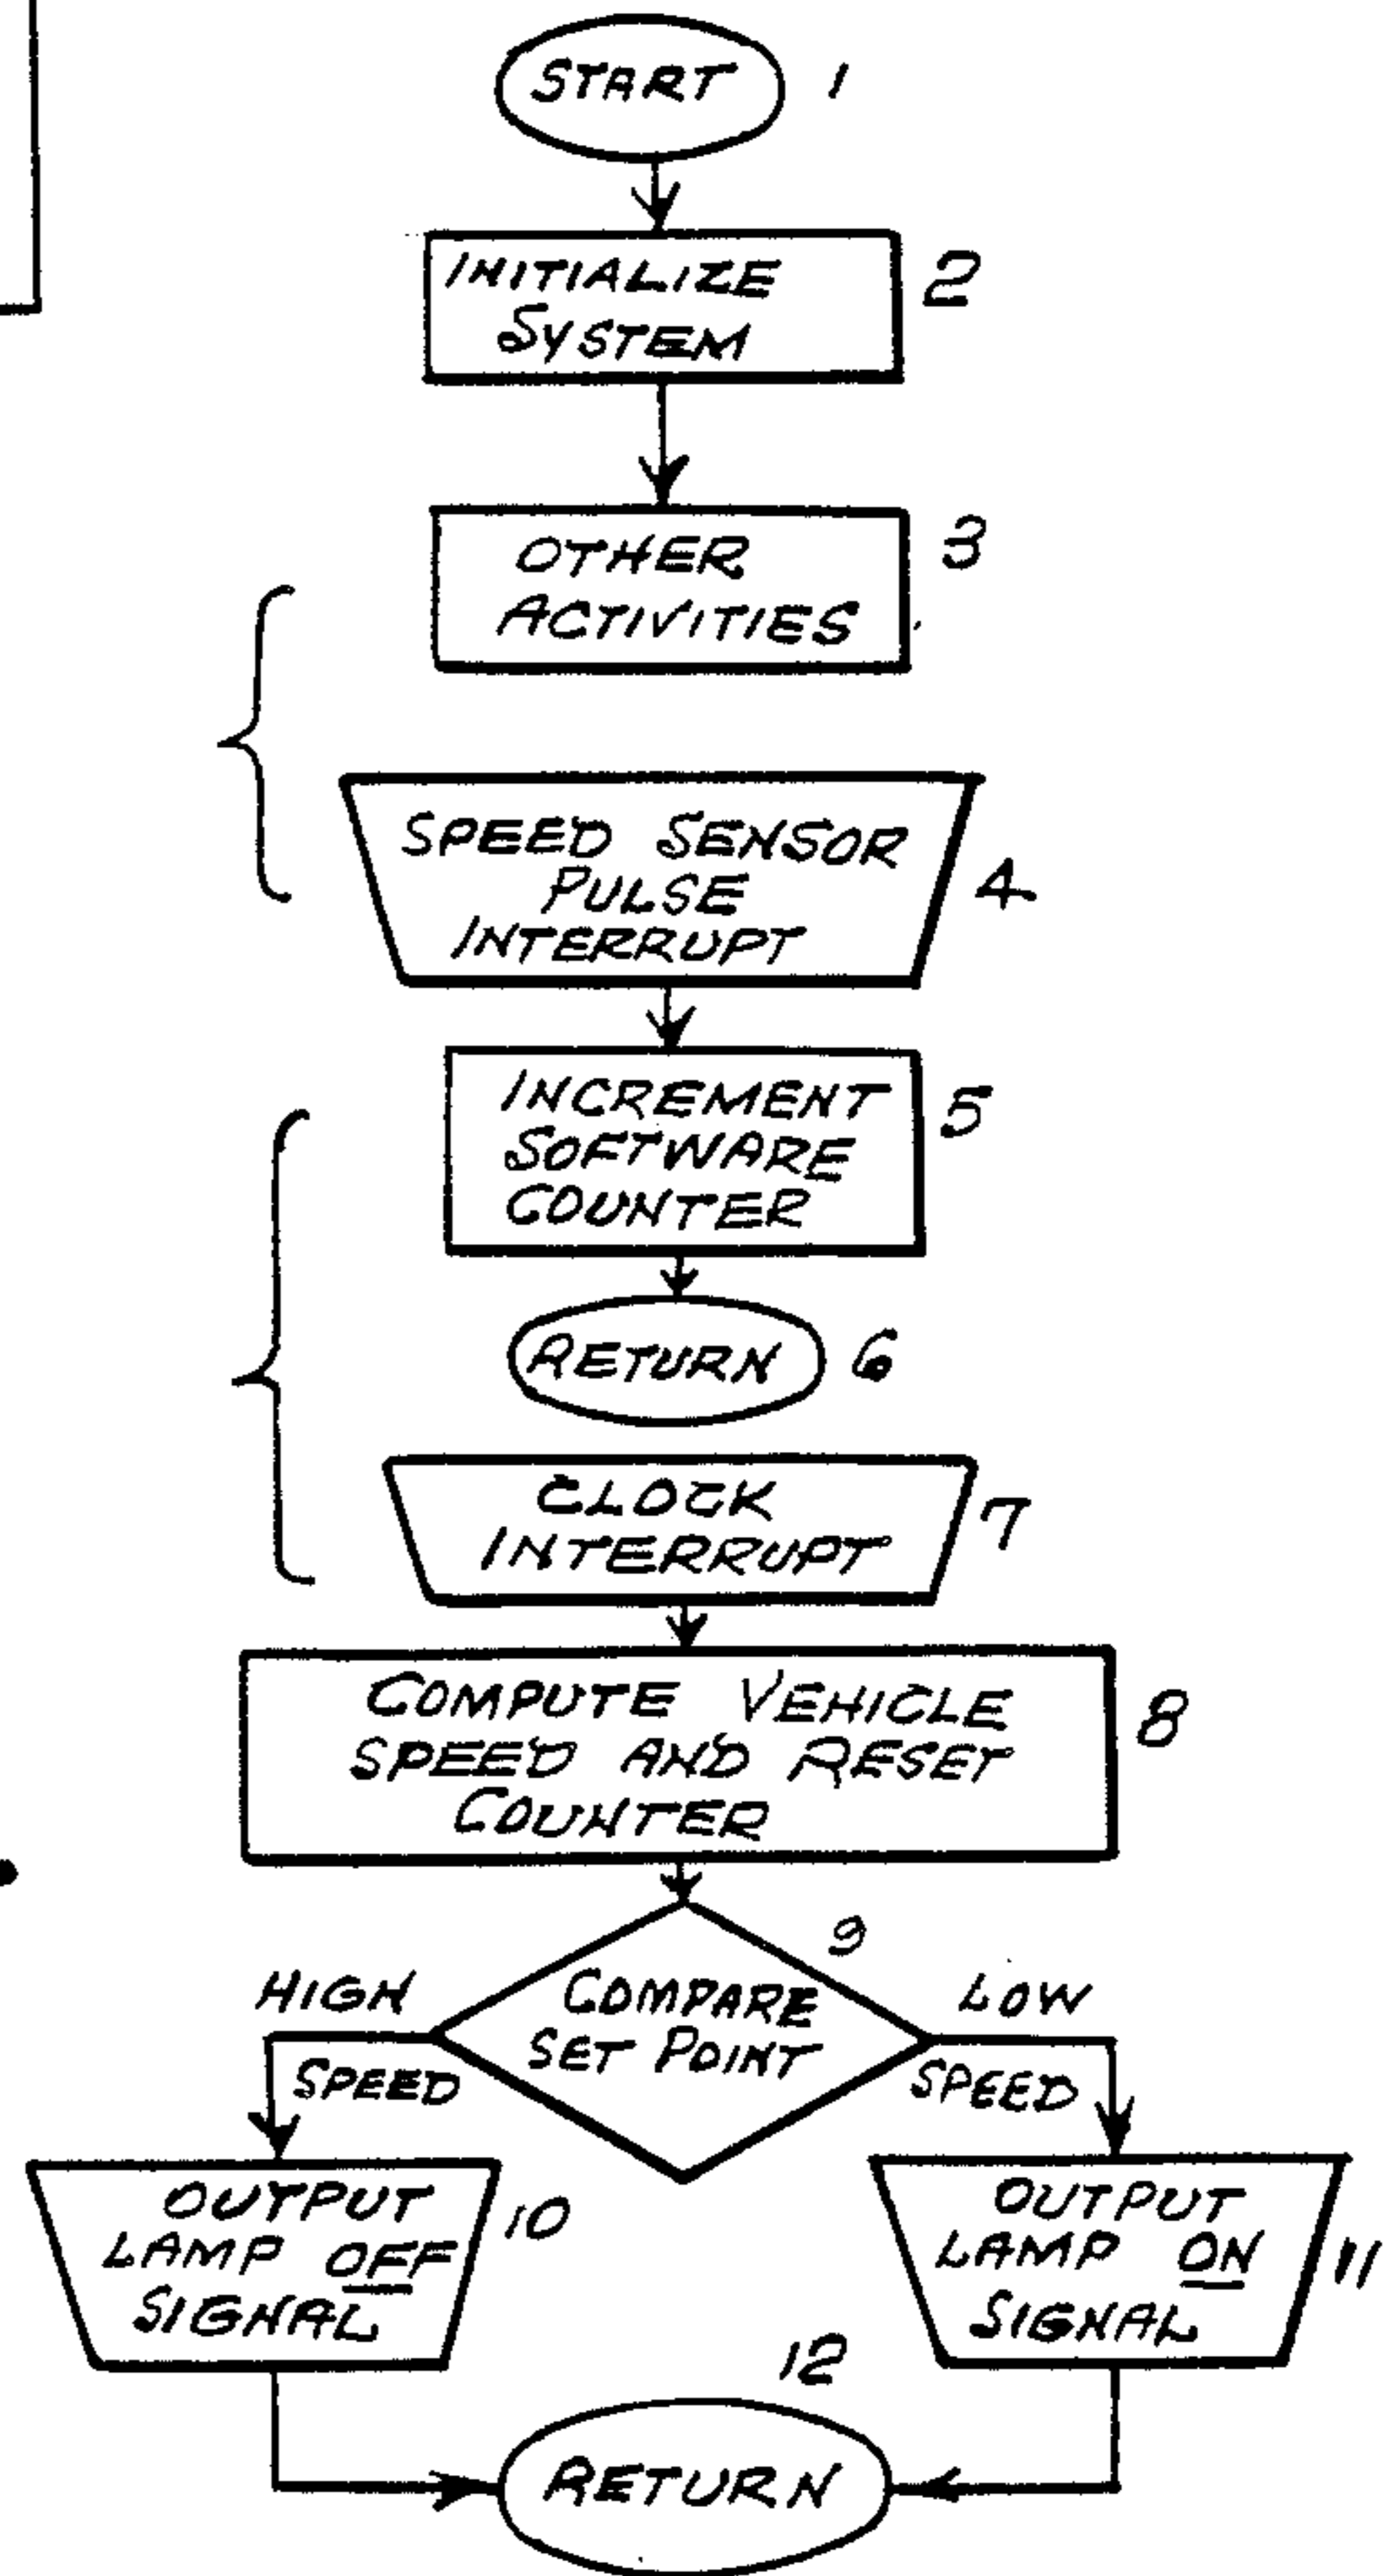 START 1
INITIALIZE
SYSTEM
2
OTHER
ACTIVITIES
3
SPEED SENSOR
PULSE
INTERRUPT
4
INCREMENT
SOFTWARE
COUNTER
5
RETURN 6
CLOCK
INTERRUPT
7
COMPUTE VEHICLE
SPEED AND RESET
COUNTER
8
9
COMPARE
SET POINT
HIGH
SPEED
LOW
SPEED
OUTPUT
LAMP OFF
SIGNAL
10
OUTPUT
LAMP ON
SIGNAL
11
12
RETURN